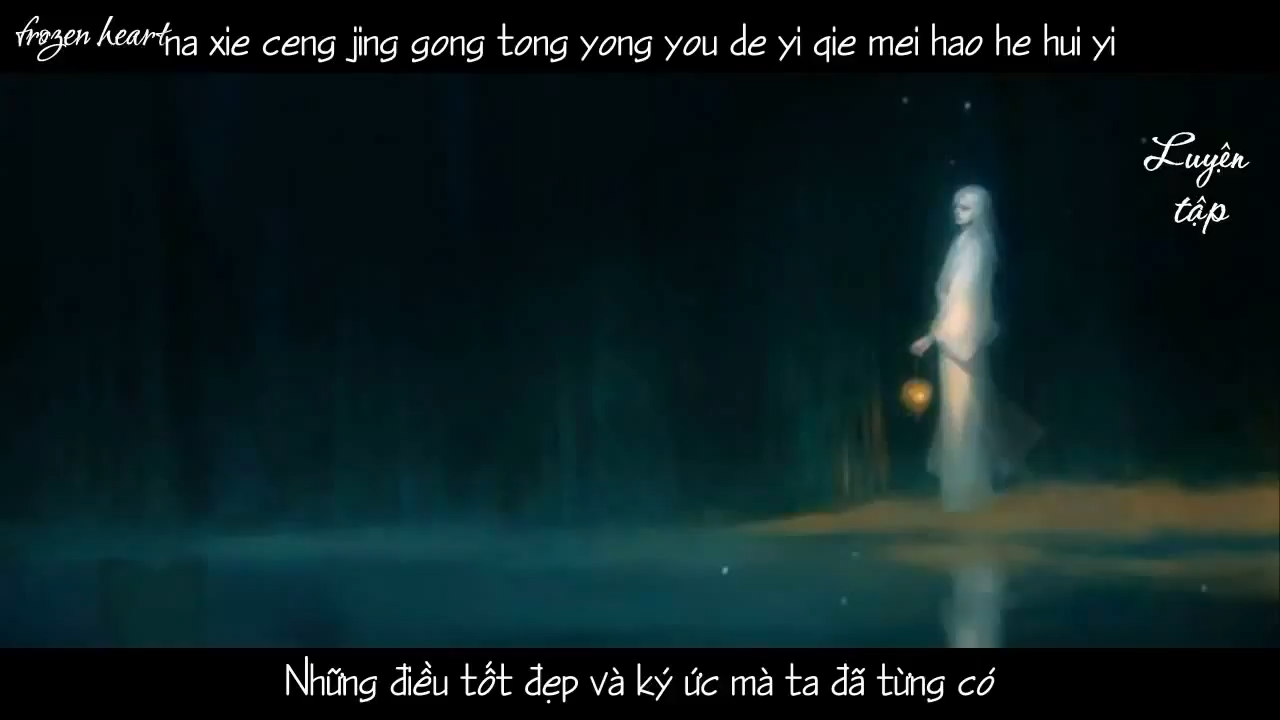 frozen heart
na xie ceng jing gong tong yong you de yi qie mei hao he hui yi
Luyện
tập
Những điều tốt đẹp và ký ức mà ta đã từng có